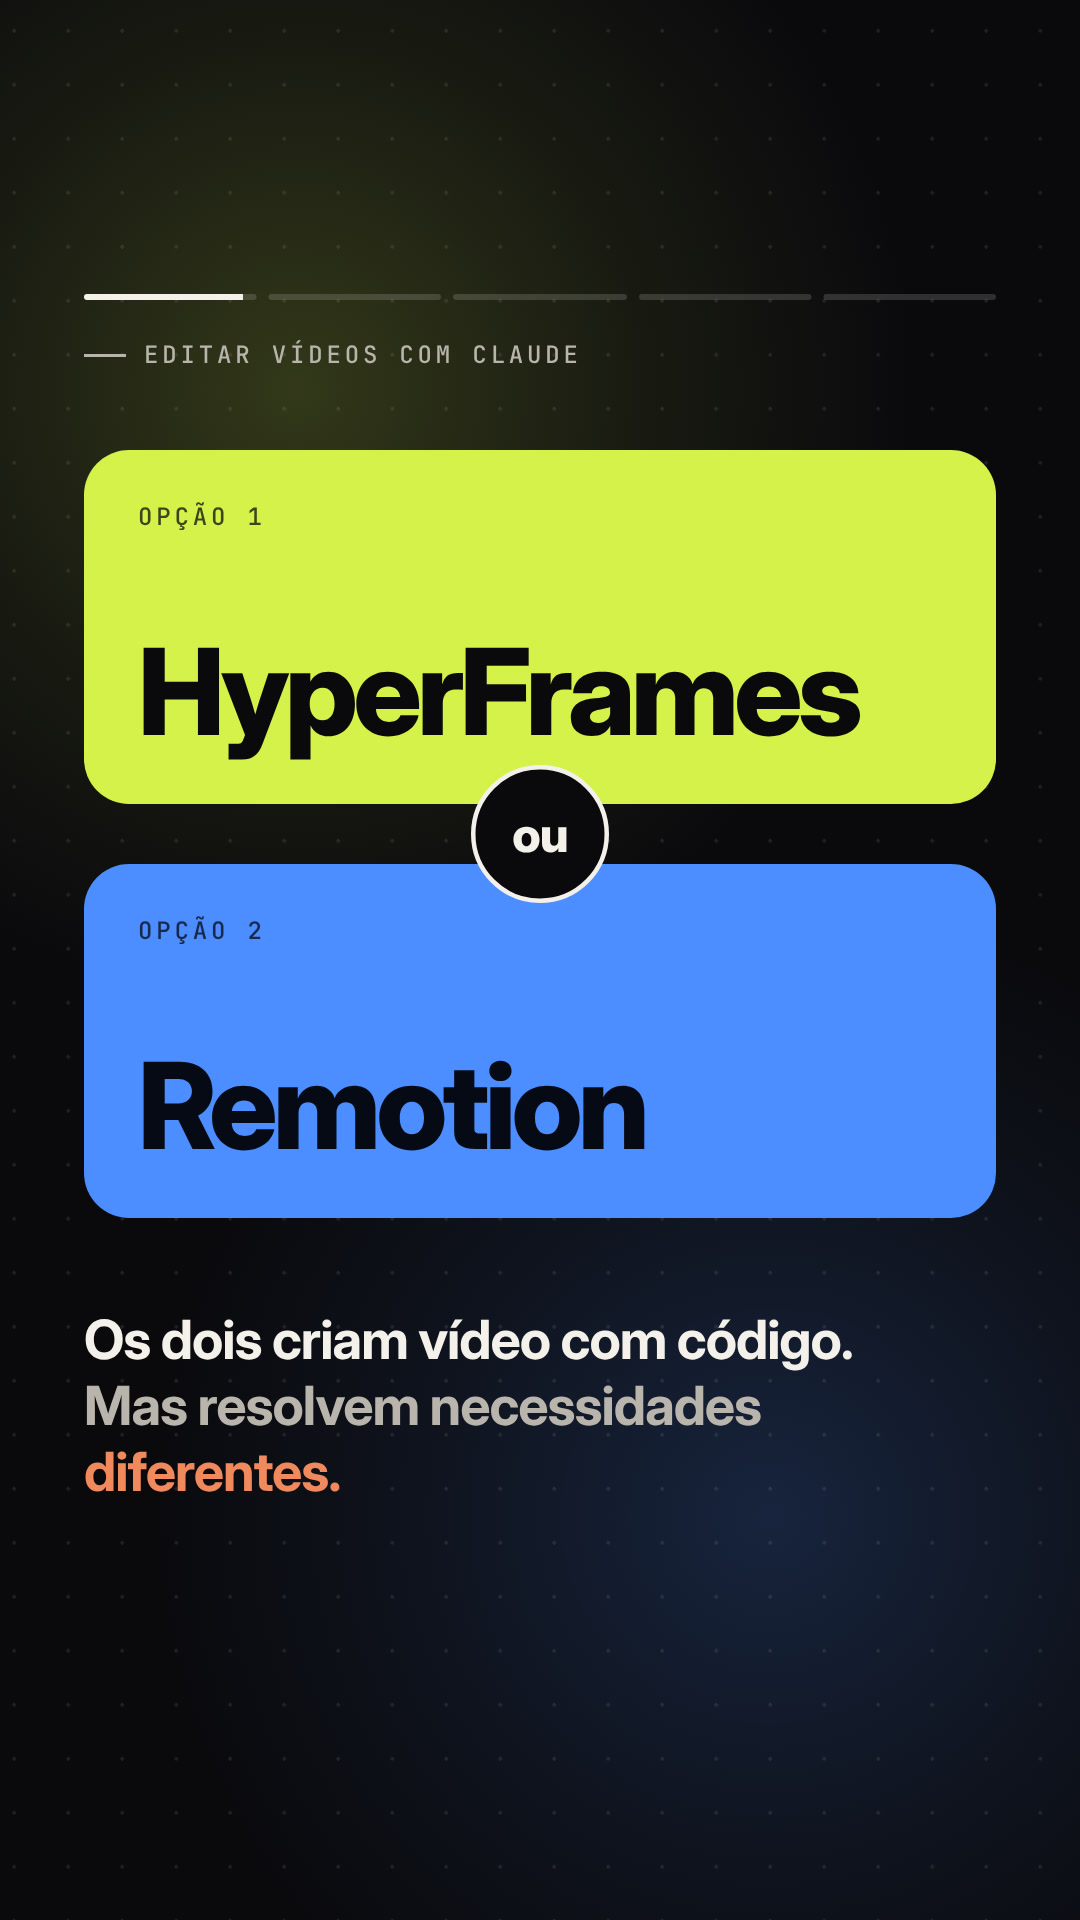 EDITAR VÍDEOS COM CLAUDE
OPÇÃO 1
HyperFrames
ou
OPÇÃO 2
Remotion
Os dois criam vídeo com código.
Mas resolvem necessidades
diferentes.